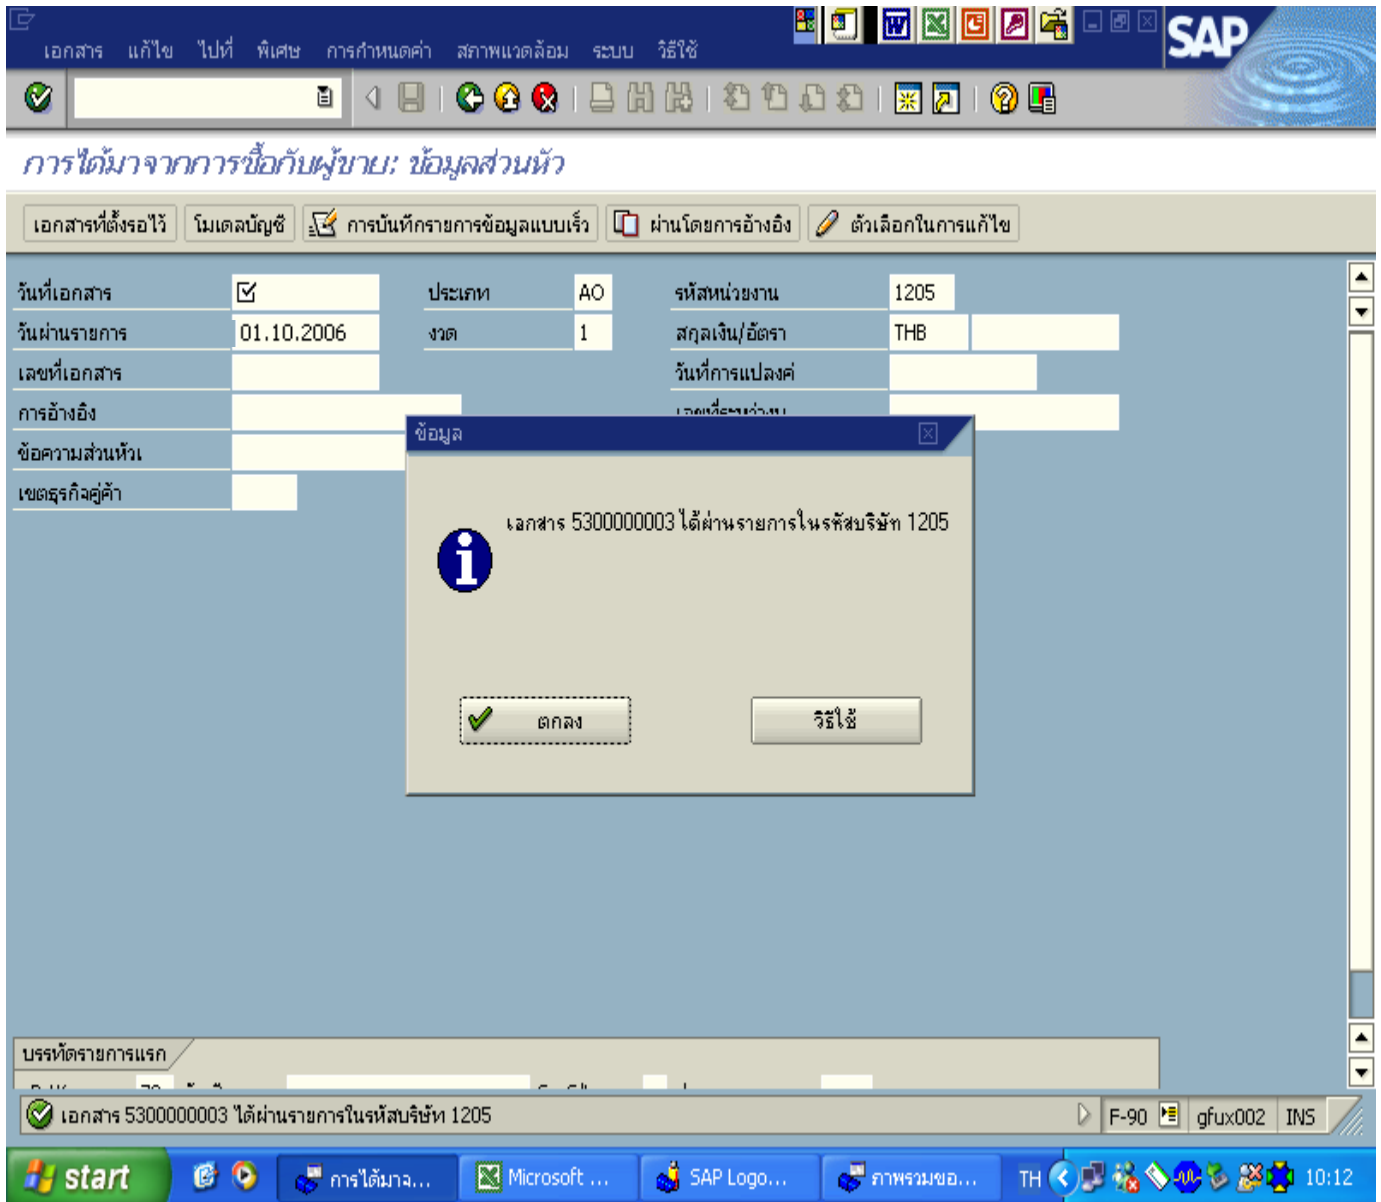 เอกสาร แก้ไข ไปที่ พิเศษ การกำหนดค่า สภาพแวดล้อม ระบบ วิธีใช้
SAP
การได้มาจากการซื้อกับผู้ขาย: ข้อมูลส่วนหัว
เอกสารที่ตั้งรอไว้ โมเดลบัญชี การบันทึกรายการข้อมูลแบบเร็ว ผ่านโดยการอ้างอิง ตัวเลือกในการแก้ไข
วันที่เอกสาร ประเภท AO รหัสหน่วยงาน 1205
วันผ่านรายการ 01.10.2006 งวด 1 สกุลเงิน/อัตรา THB
เลขที่เอกสาร วันที่การแปลงค่
การอ้างอิง
ข้อความส่วนหัวเ
เขตธุรกิจคู่ค้า
ข้อมูล
เอกสาร 5300000003 ได้ผ่านรายการในรหัสบริษัท 1205
ตกลง วิธีใช้
บรรทัดรายการแรก
เอกสาร 5300000003 ได้ผ่านรายการในรหัสบริษัท 1205 F-90 gfux002 INS
start การได้มาจ... Microsoft ... SAP Logo... ภาพรวมขอ... TH 10:12